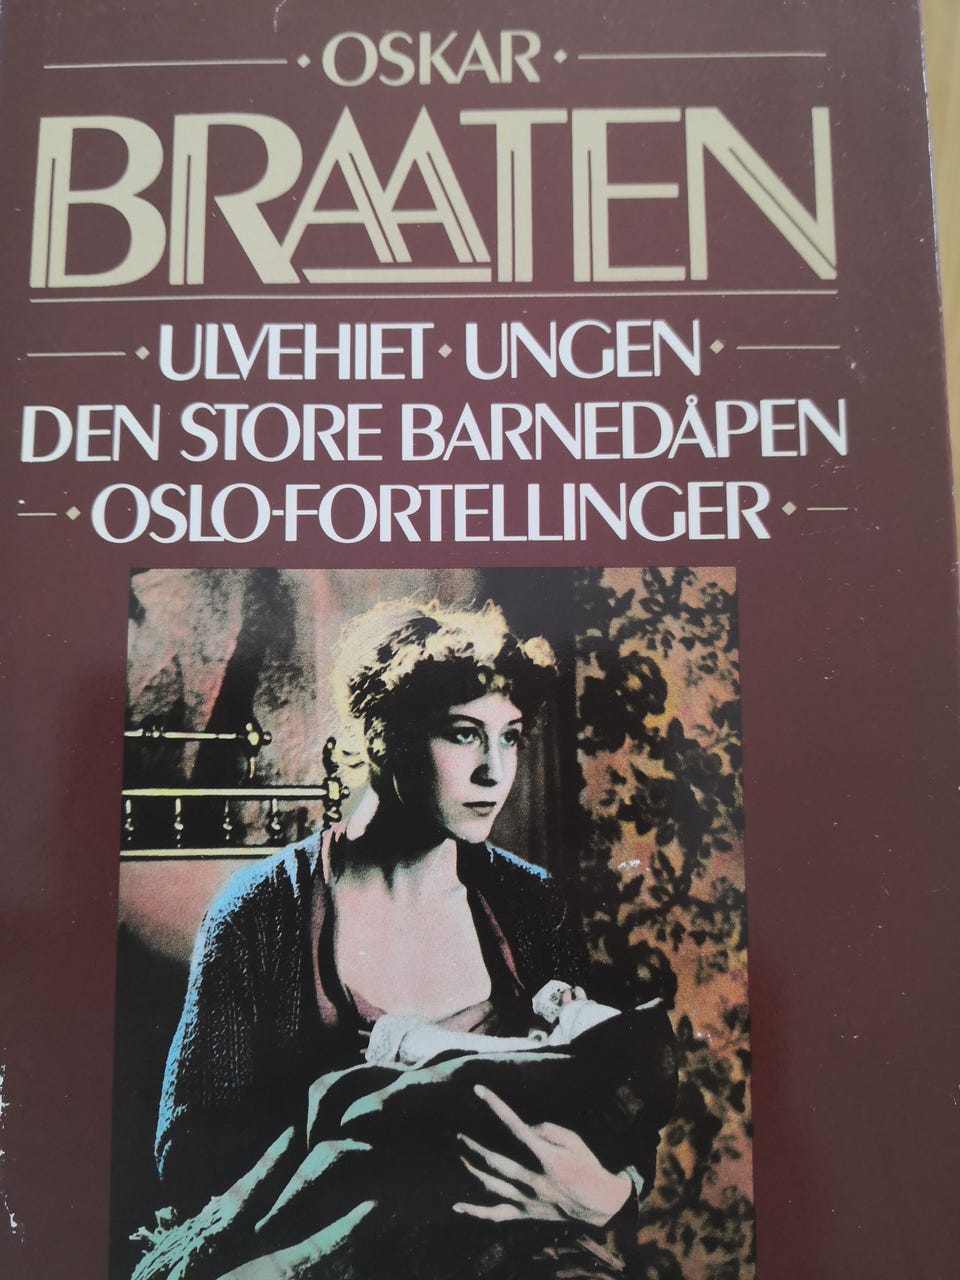 · OSKAR ·
BRAATEN
· ULVEHIET · UNGEN ·
DEN STORE BARNEDÅPEN
· OSLO-FORTELLINGER ·